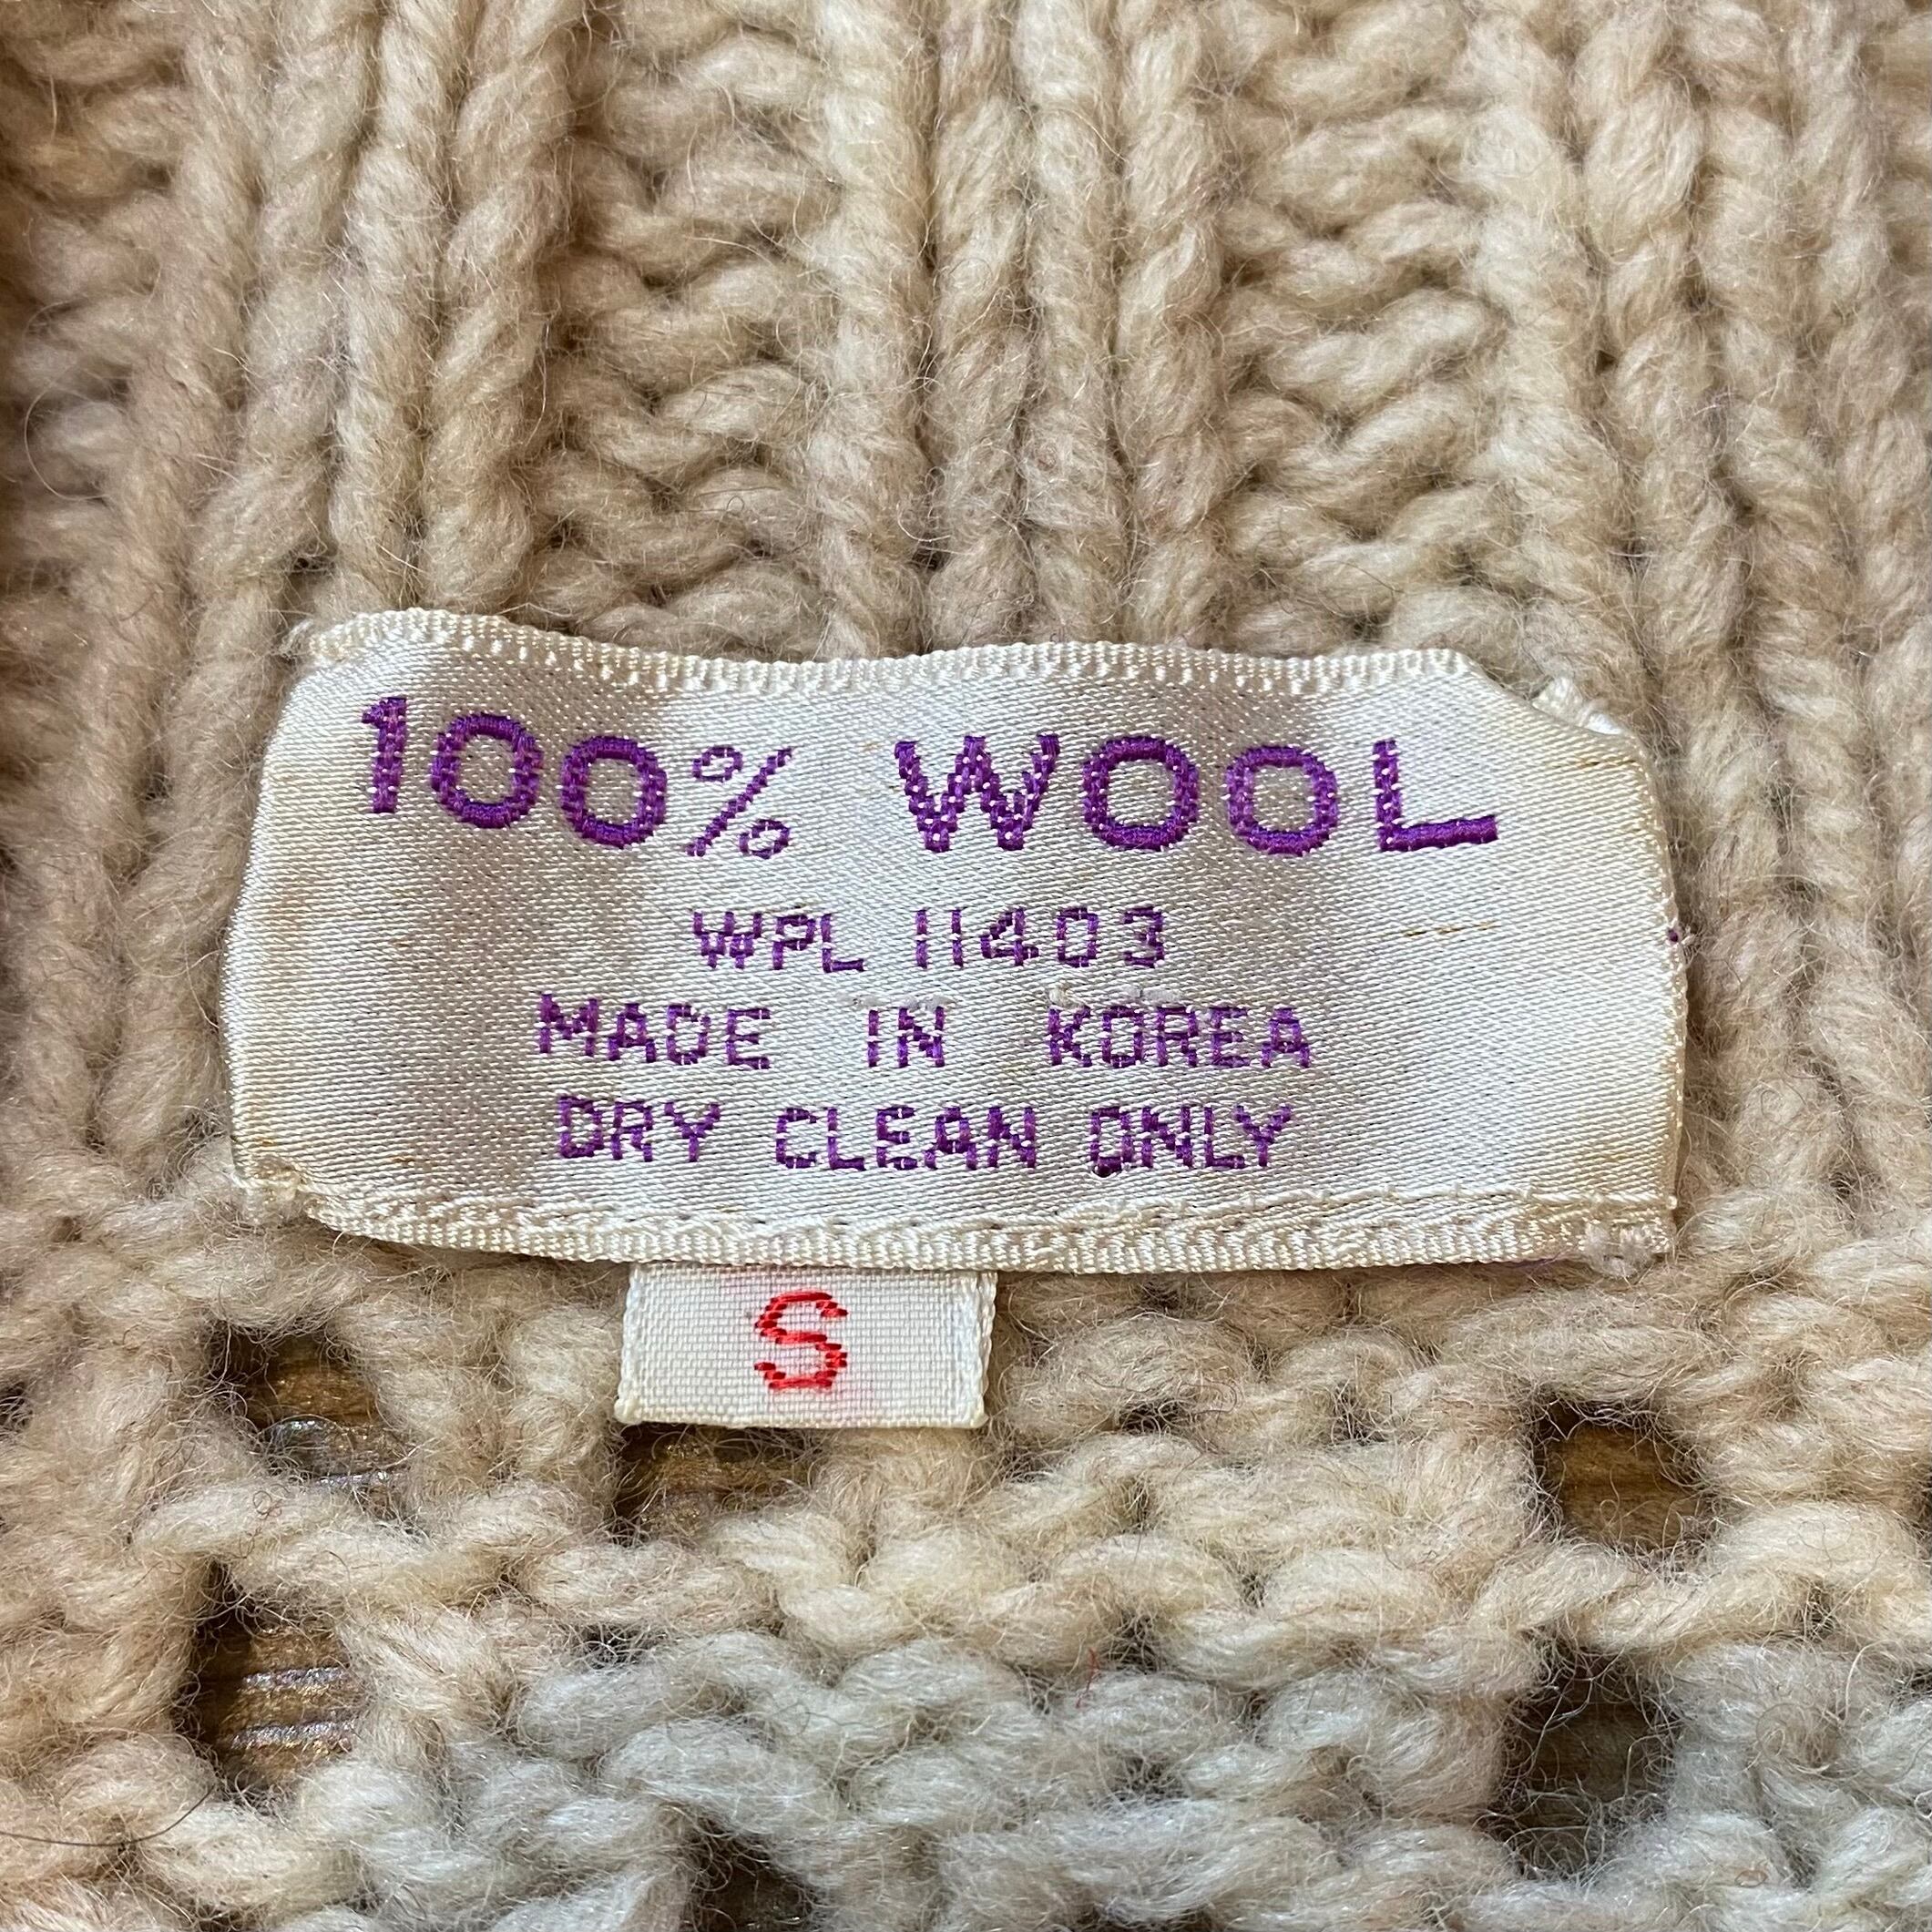 100% WOOL
WPL 11403
MADE IN KOREA
DRY CLEAN ONLY
S